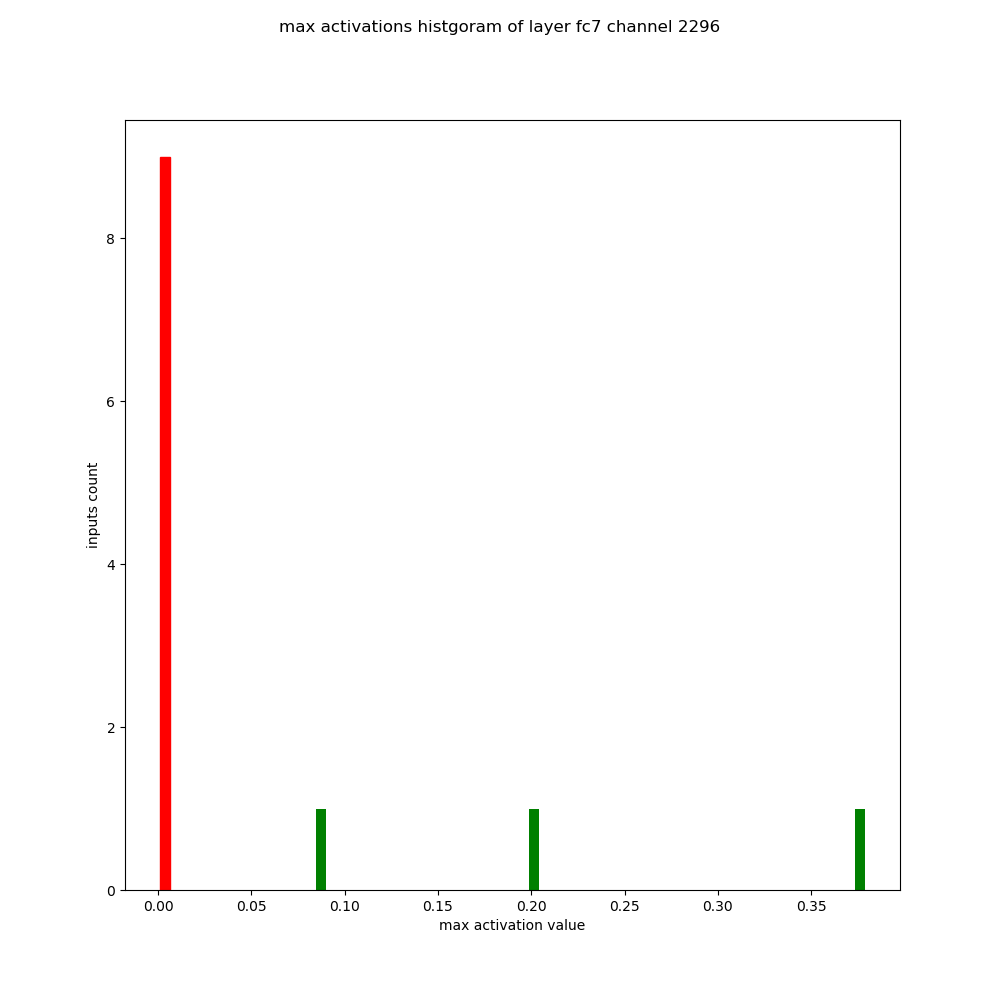 max activations histgoram of layer fc7 channel 2296
8
6
4
2
0
inputs count
0.00 0.05 0.10 0.15 0.20 0.25 0.30 0.35
max activation value